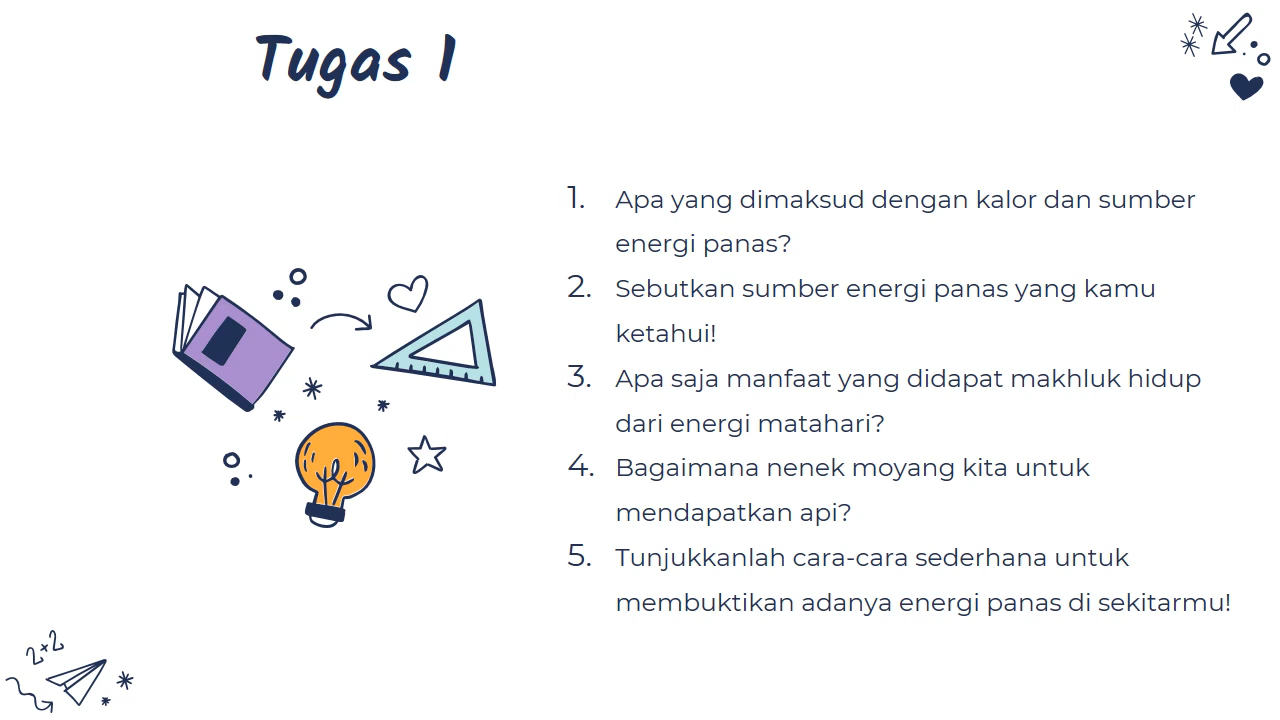 Tugas 1
1. Apa yang dimaksud dengan kalor dan sumber
energi panas?
2. Sebutkan sumber energi panas yang kamu
ketahui!
3. Apa saja manfaat yang didapat makhluk hidup
dari energi matahari?
4. Bagaimana nenek moyang kita untuk
mendapatkan api?
5. Tunjukkanlah cara-cara sederhana untuk
membuktikan adanya energi panas di sekitarmu!
2×2